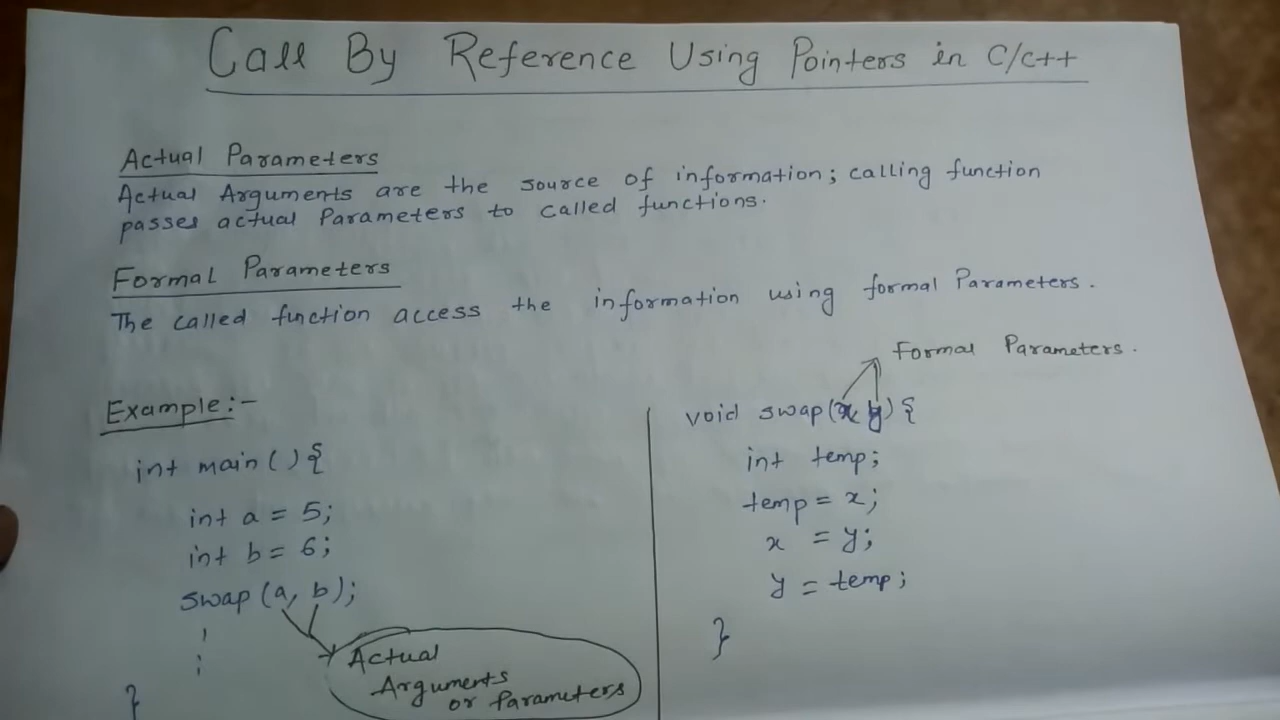 Call By Reference Using Pointers in C/C++
Actual Parameters
Actual Arguments are the source of information; calling function
passes actual Parameters to called functions.
Formal Parameters
The called function access the information using formal Parameters.
Formal Parameters.
Example:-
int main(){
int a = 5;
int b = 6;
swap(a, b);
}
Actual
Arguments
or Parameters
void swap(x y){
int temp;
temp = x;
x = y;
y = temp;
}